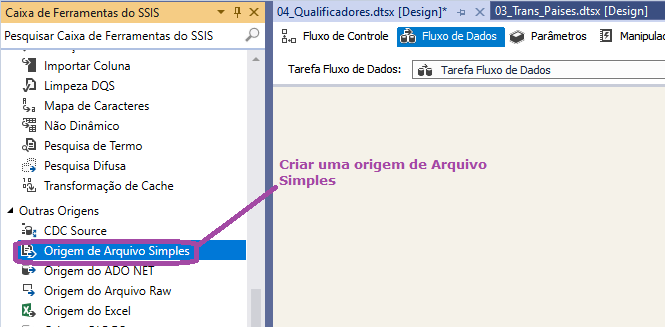 Caixa de Ferramentas do SSIS
04_Qualificadores.dtsx [Design]*
03_Trans_Paises.dtsx [Design]
Pesquisar Caixa de Ferramentas do SSIS
Fluxo de Controle
Fluxo de Dados
Parâmetros
Manipulad
Importar Coluna
Limpeza DQS
Mapa de Caracteres
Não Dinâmico
Pesquisa de Termo
Pesquisa Difusa
Transformação de Cache
Tarefa Fluxo de Dados:
Tarefa Fluxo de Dados
Criar uma origem de Arquivo
Simples
Outras Origens
CDC Source
Origem de Arquivo Simples
Origem do ADO NET
Origem do Arquivo Raw
Origem do Excel